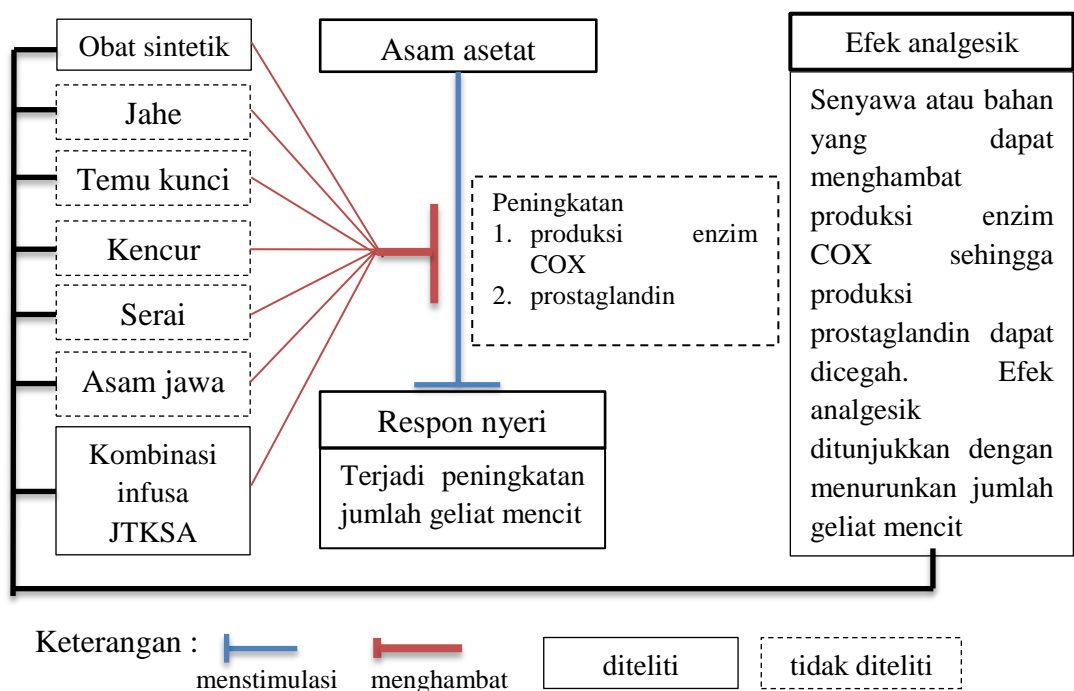 Obat sintetik
Jahe
Temu kunci
Kencur
Serai
Asam jawa
Kombinasi
infusa
JTKSA
Asam asetat
Peningkatan
1. produksi enzim
COX
2. prostaglandin
Respon nyeri
Terjadi peningkatan
jumlah geliat mencit
Efek analgesik
Senyawa atau bahan
yang dapat
menghambat
produksi enzim
COX sehingga
produksi
prostaglandin dapat
dicegah. Efek
analgesik
ditunjukkan dengan
menurunkan jumlah
geliat mencit
Keterangan :
menstimulasi
menghambat
diteliti
tidak diteliti